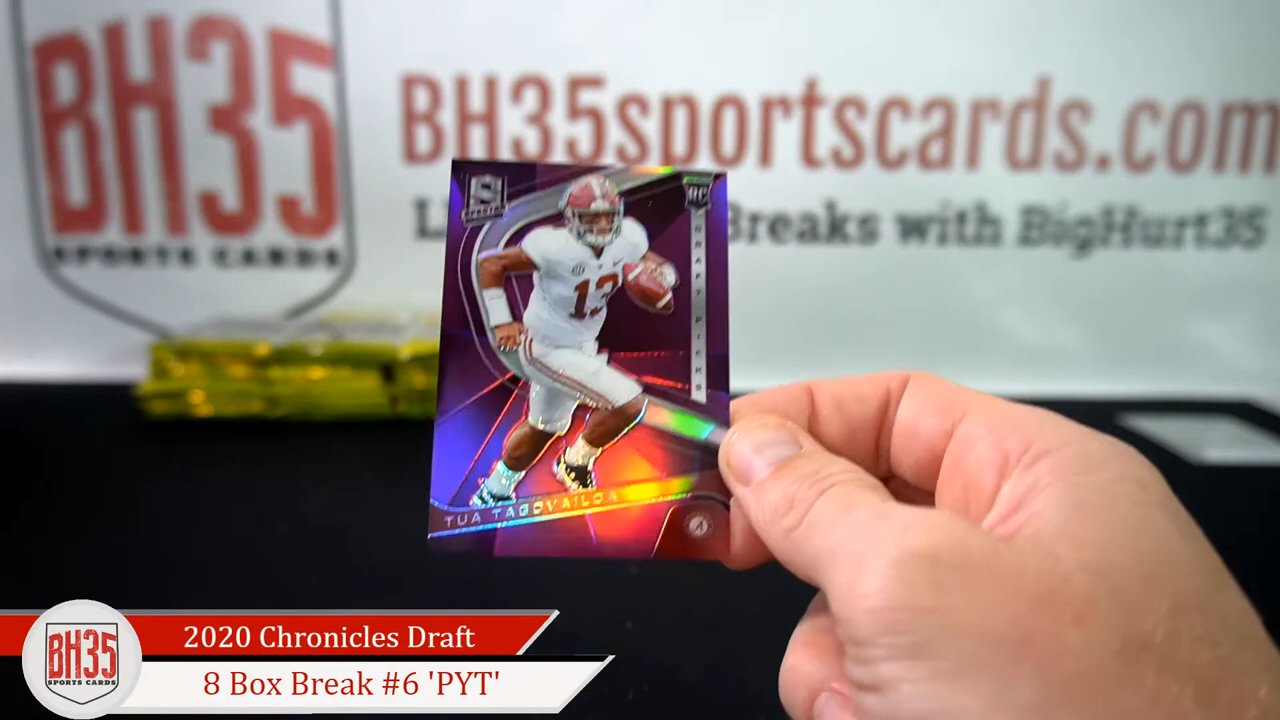 BH35
SPORTS CARDS
BH35sportscards.com
Breaks with BigHurt35
RC
DRAFT PICKS
13
TUA TAGOVAILOA
A
BH35
SPORTS CARDS
2020 Chronicles Draft
8 Box Break #6 'PYT'